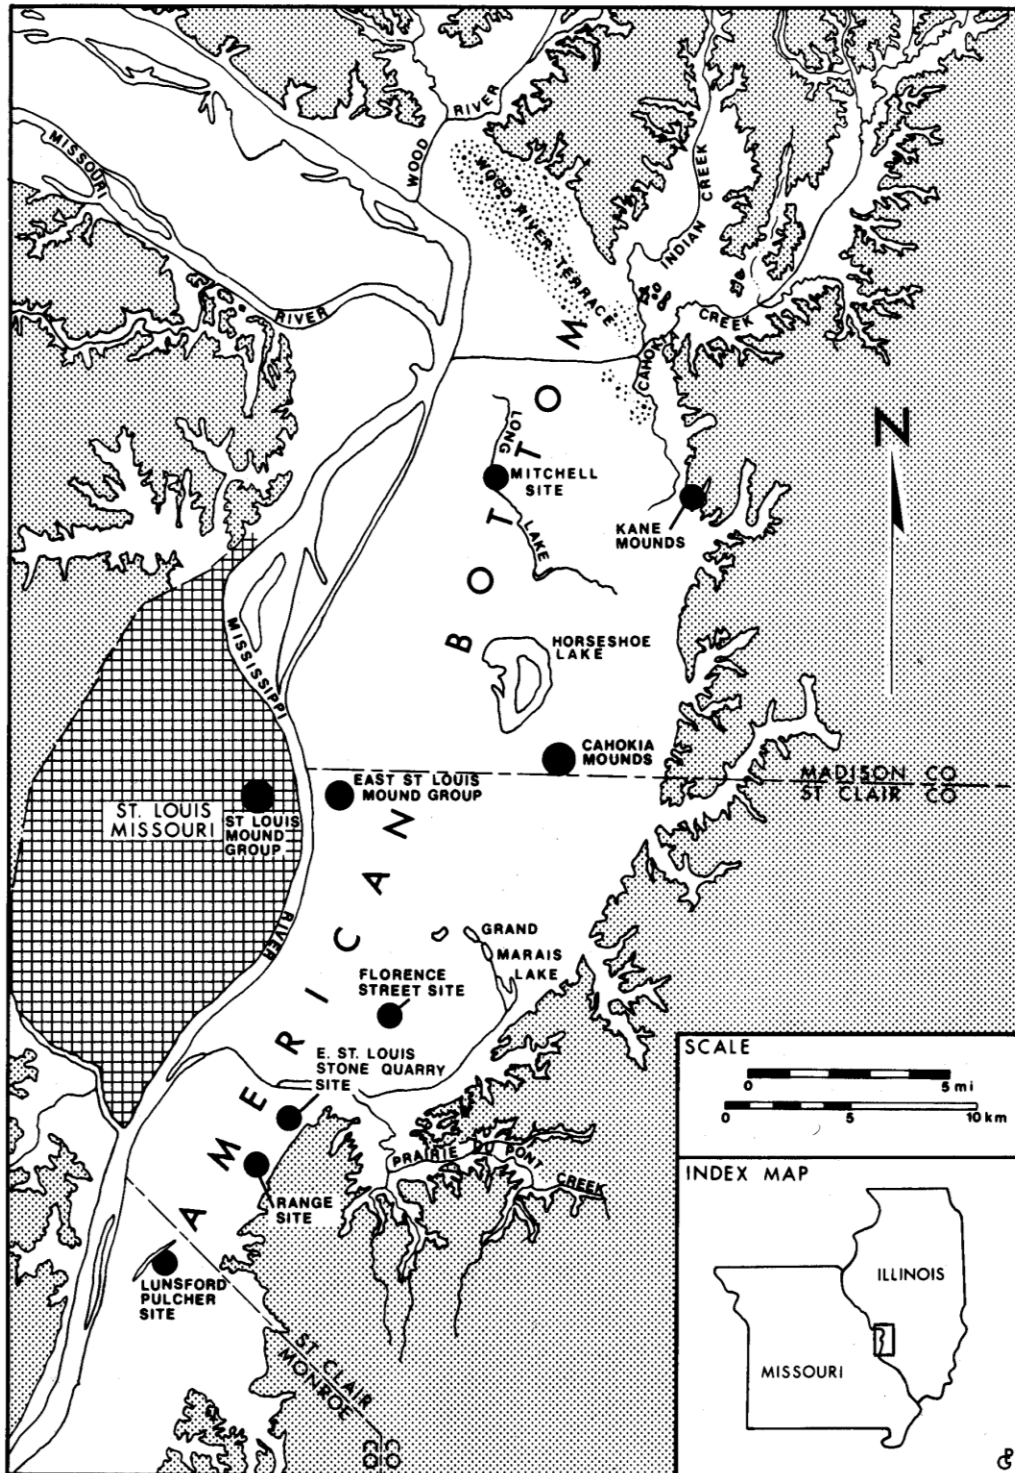 WOOD RIVER
MISSOURI RIVER
WOOD RIVER TERRACE
INDIAN CREEK
CAHOKIA CREEK
AMERICAN BOTTOM
LONG LAKE
MITCHELL
SITE
KANE
MOUNDS
N
MISSISSIPPI RIVER
HORSESHOE
LAKE
CAHOKIA
MOUNDS
MADISON CO
ST CLAIR CO
EAST ST LOUIS
MOUND GROUP
ST. LOUIS
MISSOURI
ST LOUIS
MOUND
GROUP
GRAND
MARAIS
LAKE
FLORENCE
STREET SITE
E. ST. LOUIS
STONE QUARRY
SITE
PRAIRIE DU PONT CREEK
RANGE
SITE
LUNSFORD
PULCHER
SITE
ST CLAIR CO
MONROE CO
SCALE
0 5 mi
0 5 10 km
INDEX MAP
ILLINOIS
MISSOURI